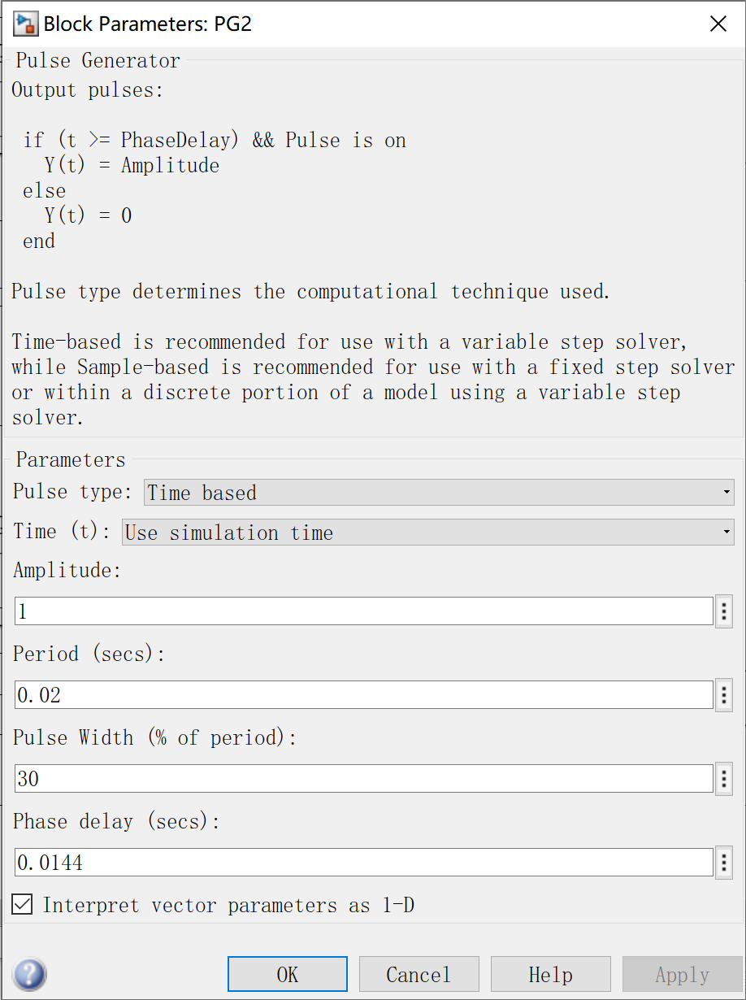 Block Parameters: PG2
Pulse Generator
Output pulses:
if (t >= PhaseDelay) && Pulse is on
Y(t) = Amplitude
else
Y(t) = 0
end
Pulse type determines the computational technique used.
Time-based is recommended for use with a variable step solver,
while Sample-based is recommended for use with a fixed step solver
or within a discrete portion of a model using a variable step
solver.
Parameters
Pulse type: Time based
Time (t): Use simulation time
Amplitude:
1
Period (secs):
0.02
Pulse Width (% of period):
30
Phase delay (secs):
0.0144
Interpret vector parameters as 1-D
? OK Cancel Help Apply